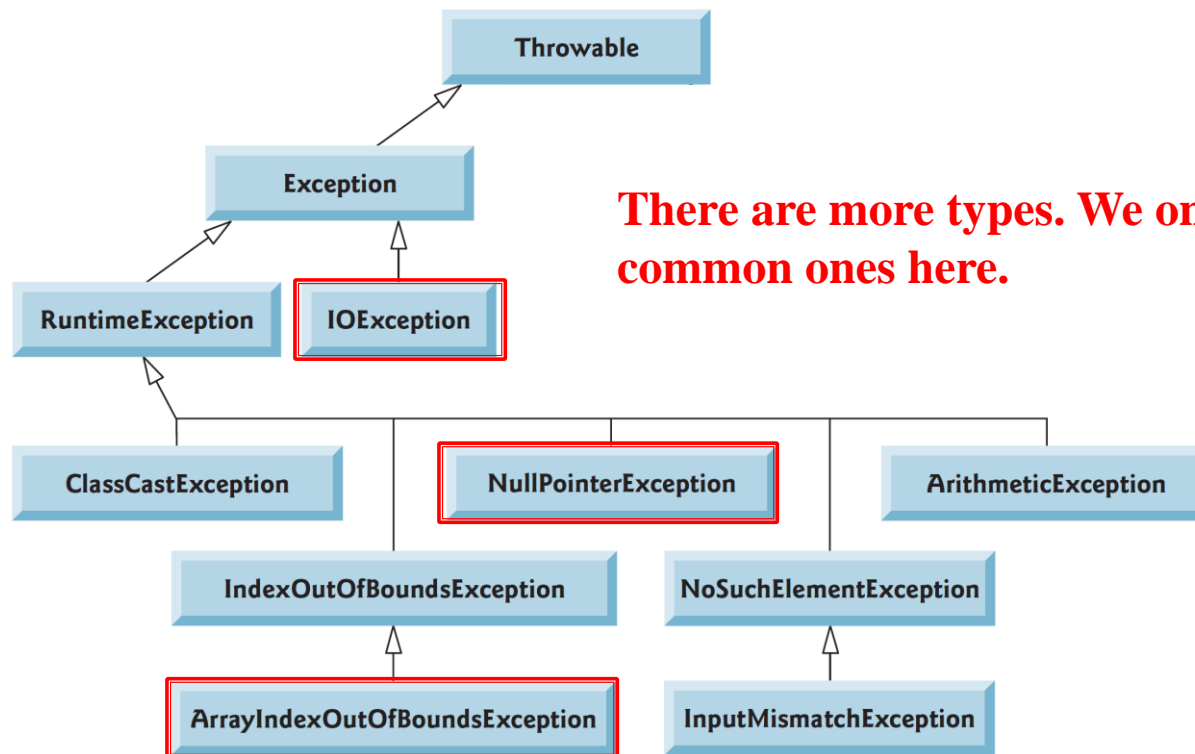 Throwable
Exception
There are more types. We
common ones here.
RuntimeException
IOException
ClassCastException
NullPointerException
ArithmeticException
IndexOutOfBoundsException
NoSuchElementException
ArrayIndexOutOfBoundsException
InputMismatchException